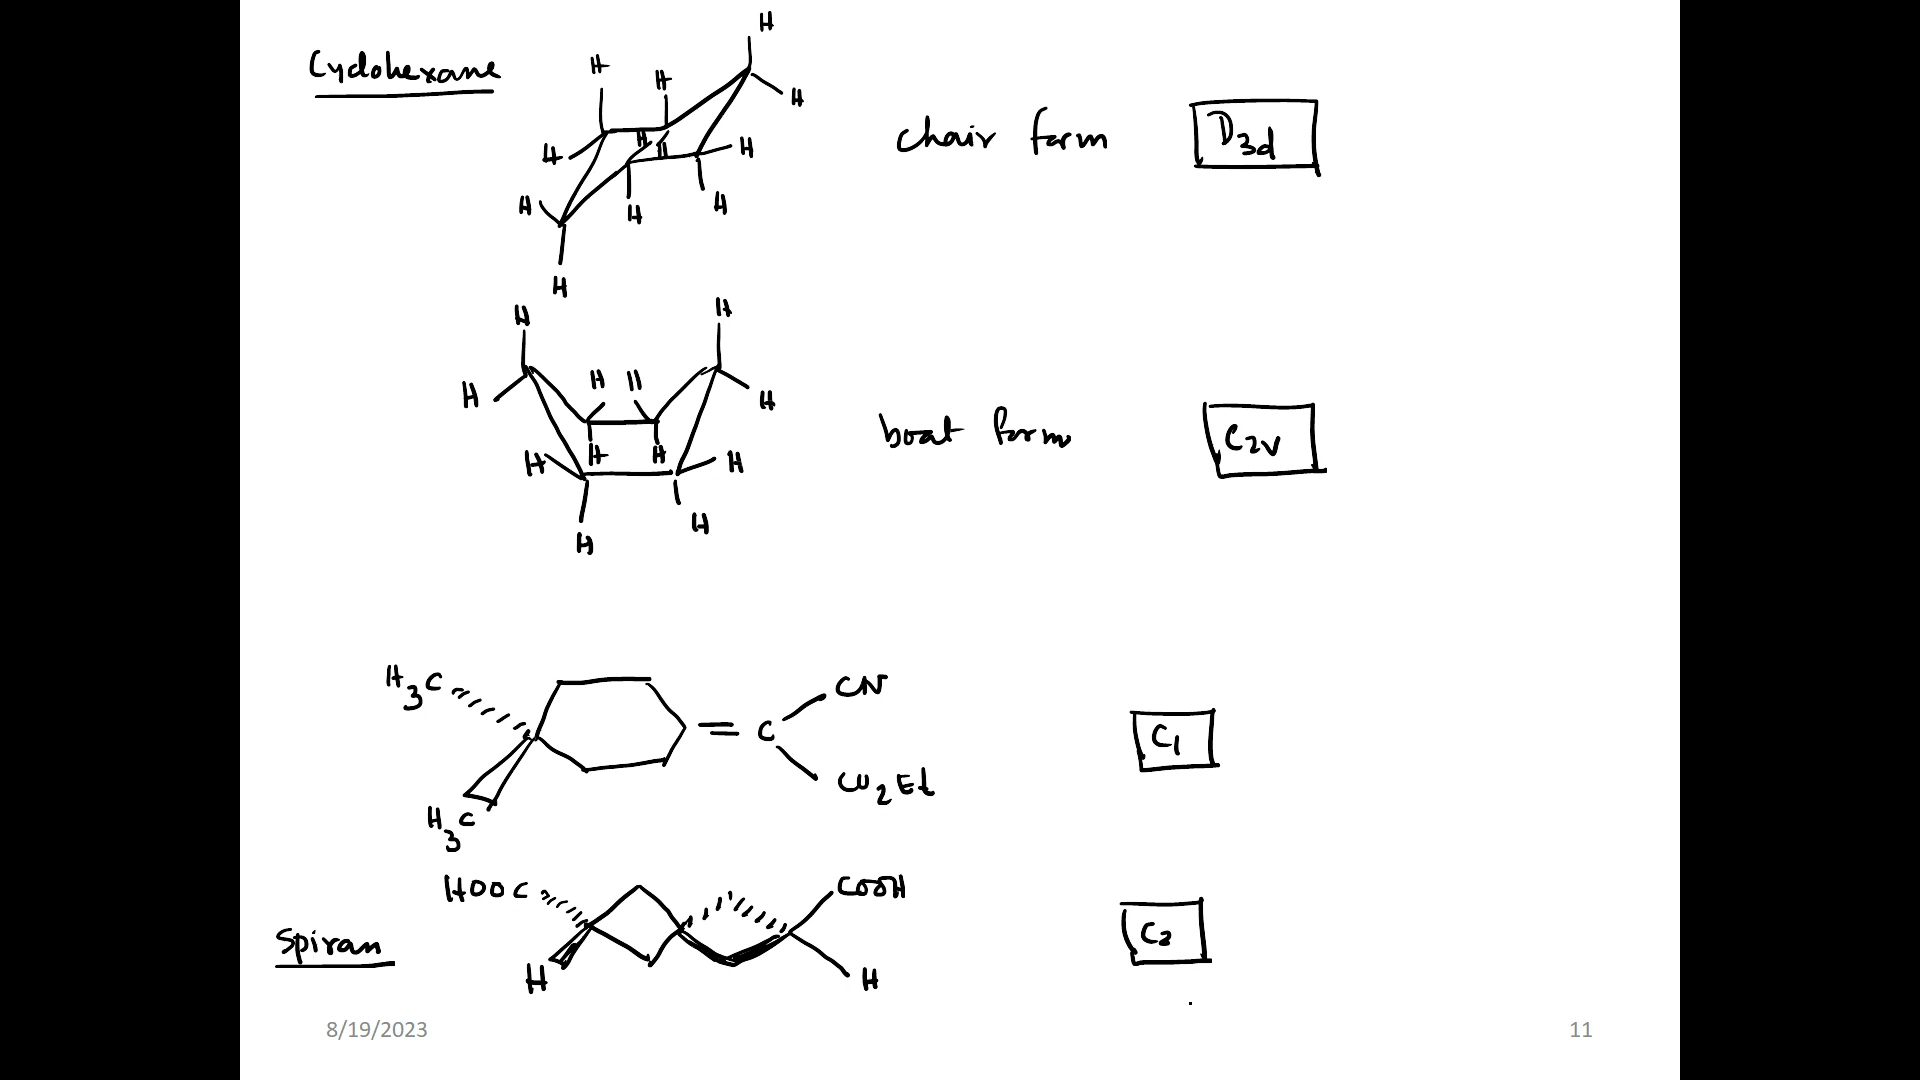 Cyclohexane
H
H
H
H
H
H
H
H
H
H
H
H
chair form
D3d
H
H
H
H
H
H
H
H
H
H
H
H
boat form
C2v
H3C
H3C
= C
CN
CO2Et
C1
Spiran
HOOC
H
COOH
H
C2
8/19/2023
11